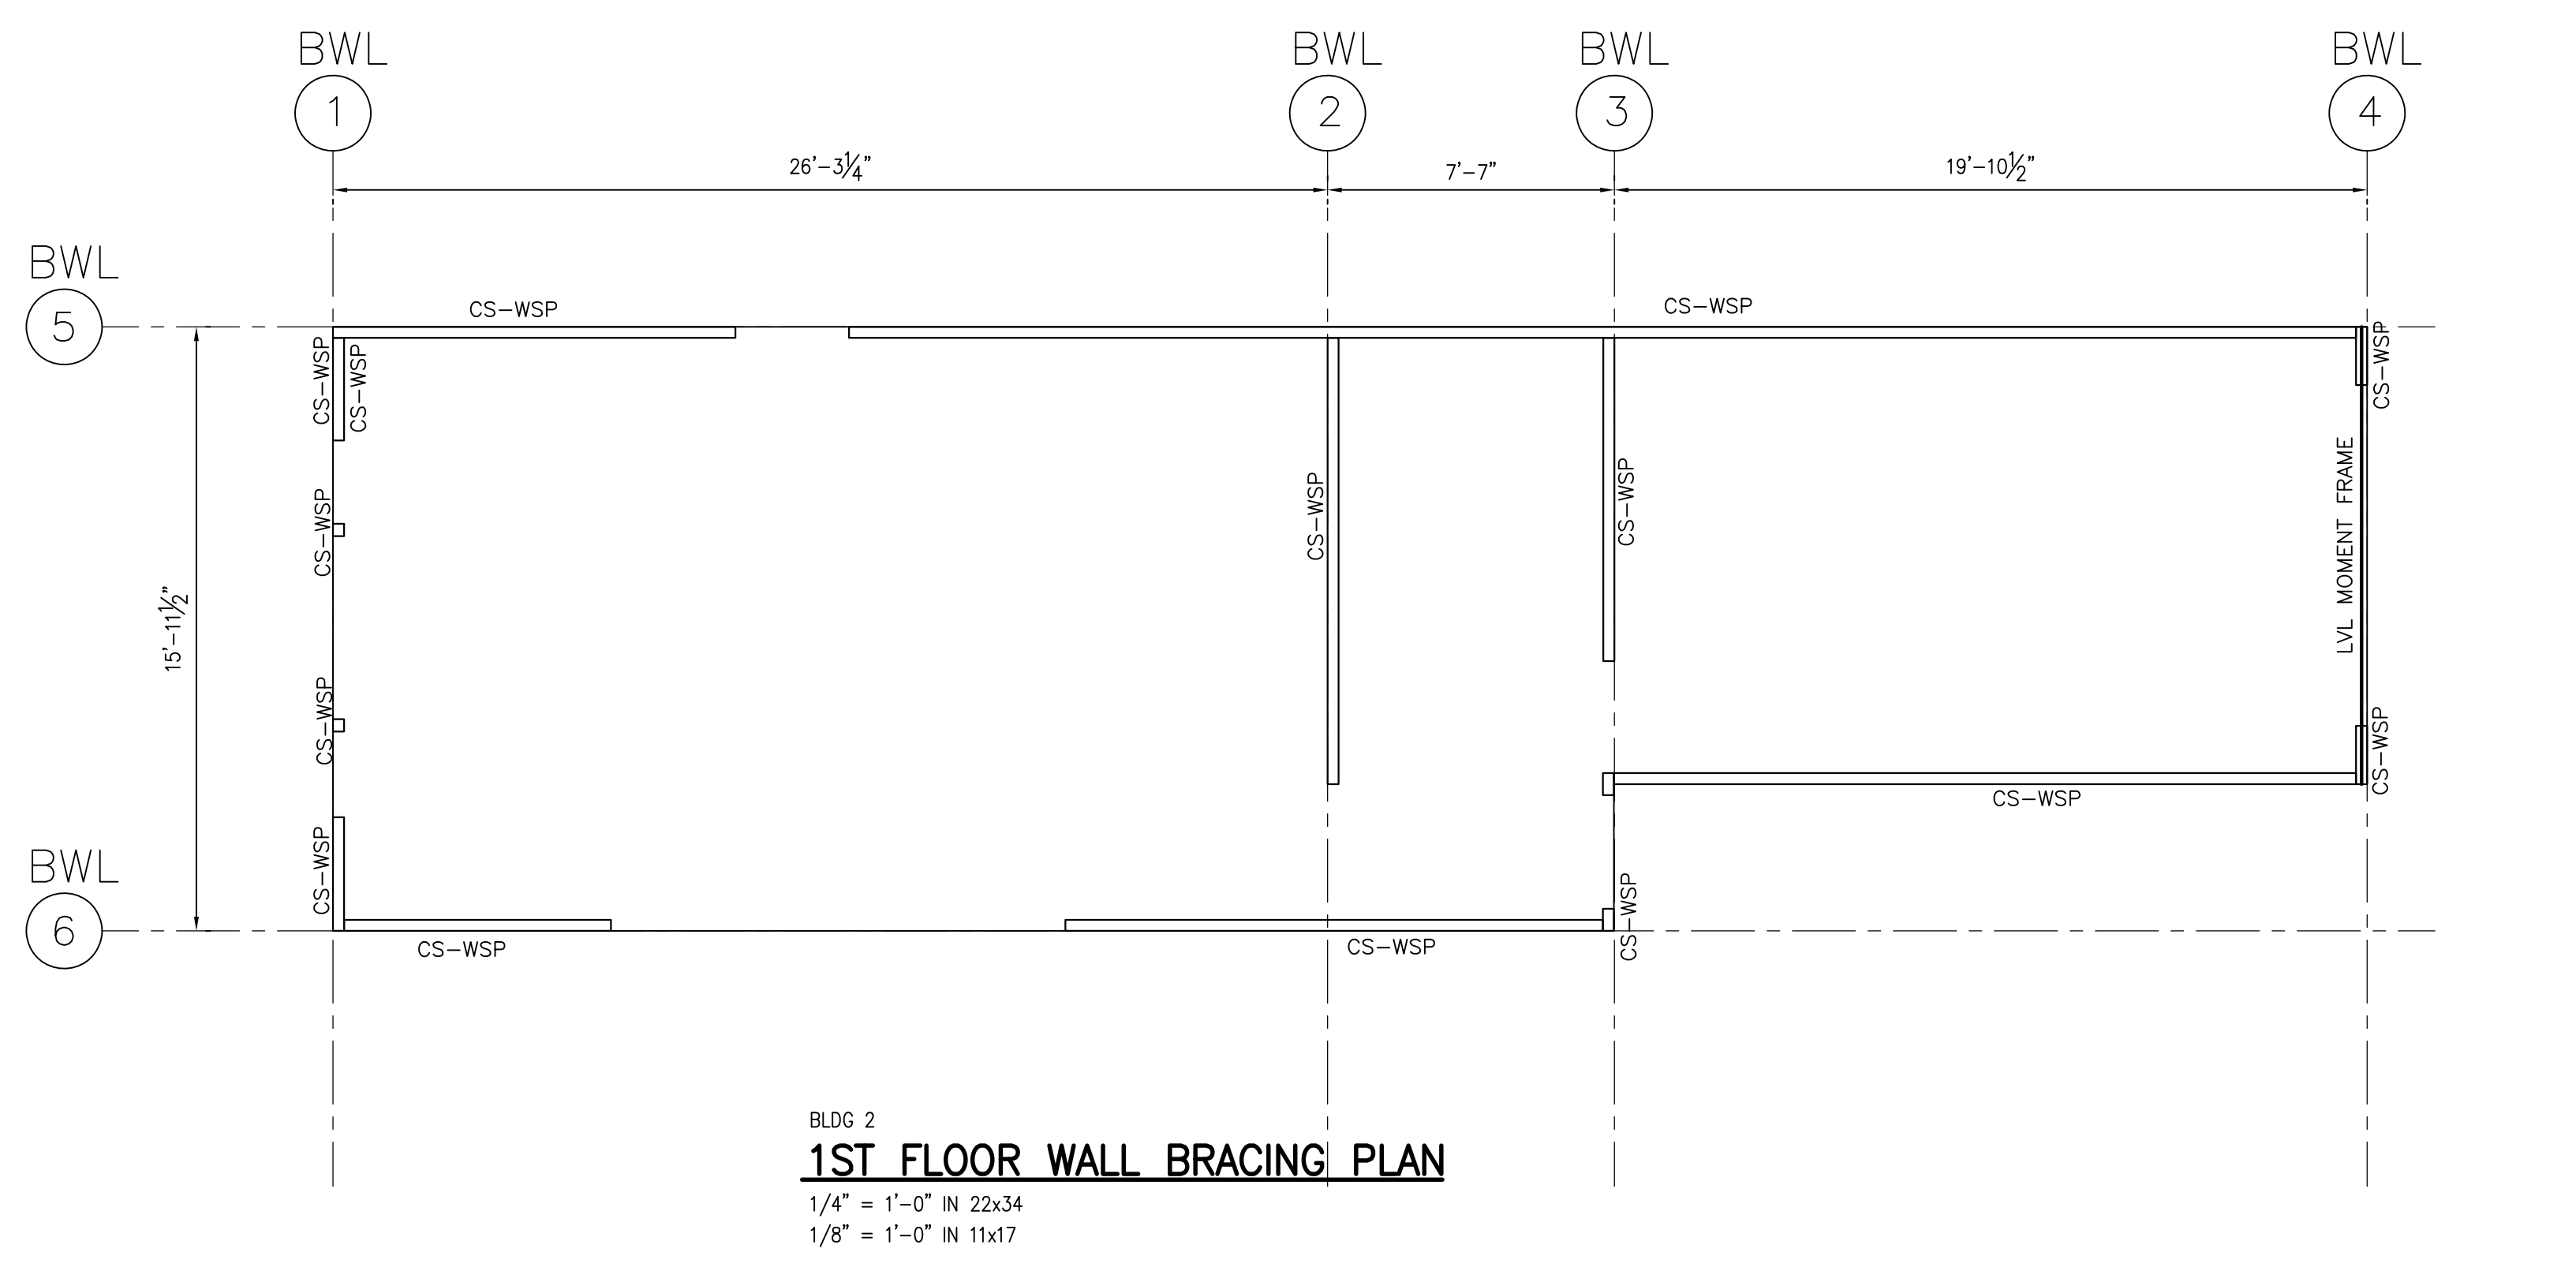 BWL
BWL
BWL
BWL
1
2
3
4
26'-3¼"
7'-7"
19'-10½"
BWL
5
CS-WSP
CS-WSP
CS-WSP
CS-WSP
CS-WSP
CS-WSP
CS-WSP
CS-WSP
LVL MOMENT FRAME
15'-11½"
CS-WSP
CS-WSP
CS-WSP
CS-WSP
BWL
6
CS-WSP
CS-WSP
CS-WSP
CS-WSP
BLDG 2
1ST FLOOR WALL BRACING PLAN
1/4" = 1'-0" IN 22x34
1/8" = 1'-0" IN 11x17